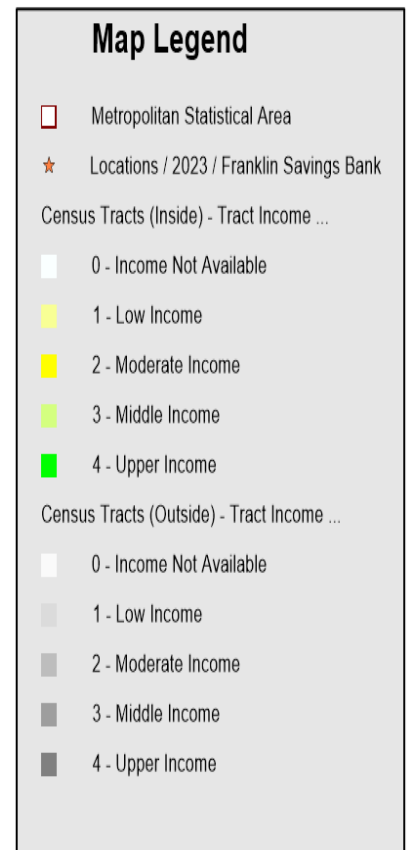 Map Legend
Metropolitan Statistical Area
Locations / 2023 / Franklin Savings Bank
Census Tracts (Inside) - Tract Income ...
0 - Income Not Available
1 - Low Income
2 - Moderate Income
3 - Middle Income
4 - Upper Income
Census Tracts (Outside) - Tract Income ...
0 - Income Not Available
1 - Low Income
2 - Moderate Income
3 - Middle Income
4 - Upper Income